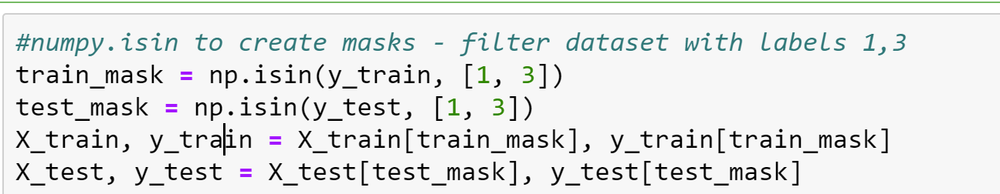 #numpy.isin to create masks - filter dataset with labels 1,3
train_mask = np.isin(y_train, [1, 3])
test_mask = np.isin(y_test, [1, 3])
X_train, y_train = X_train[train_mask], y_train[train_mask]
X_test, y_test = X_test[test_mask], y_test[test_mask]